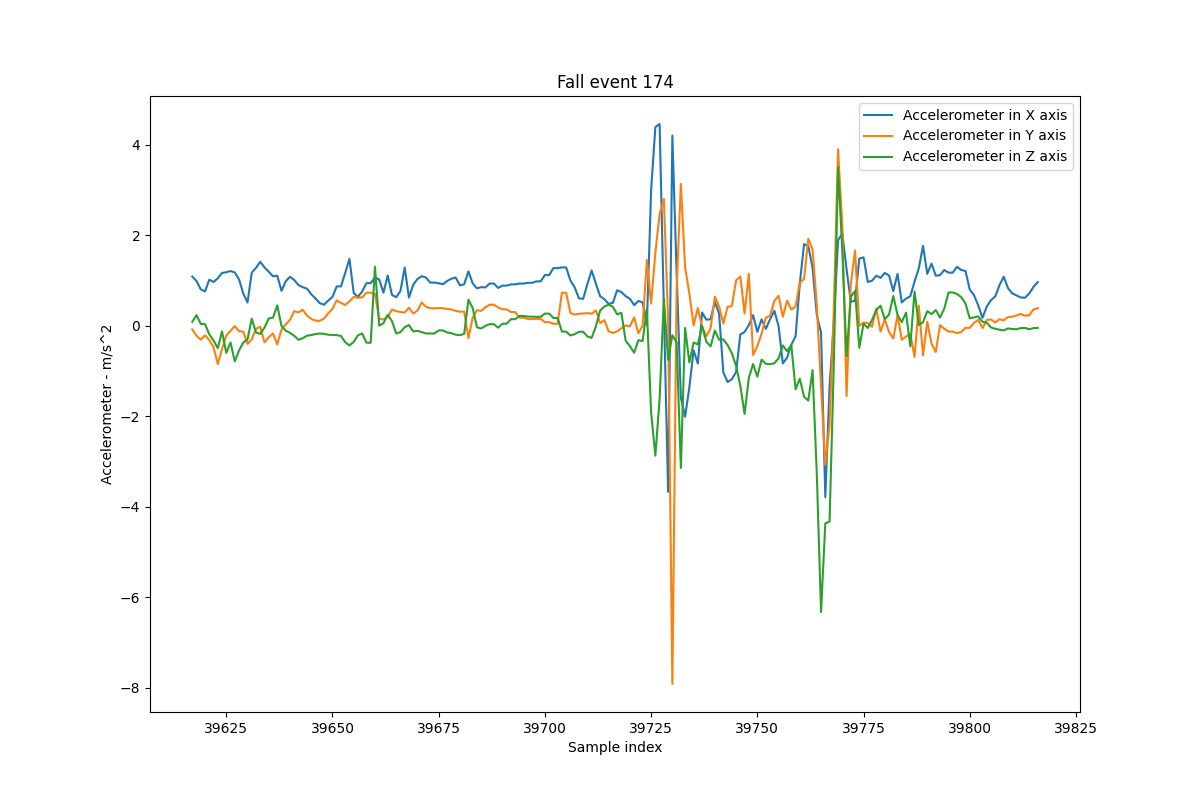 Fall event 174
Accelerometer in X axis
Accelerometer in Y axis
Accelerometer in Z axis
Accelerometer - m/s^2
4
2
0
−2
−4
−6
−8
39625 39650 39675 39700 39725 39750 39775 39800 39825
Sample index